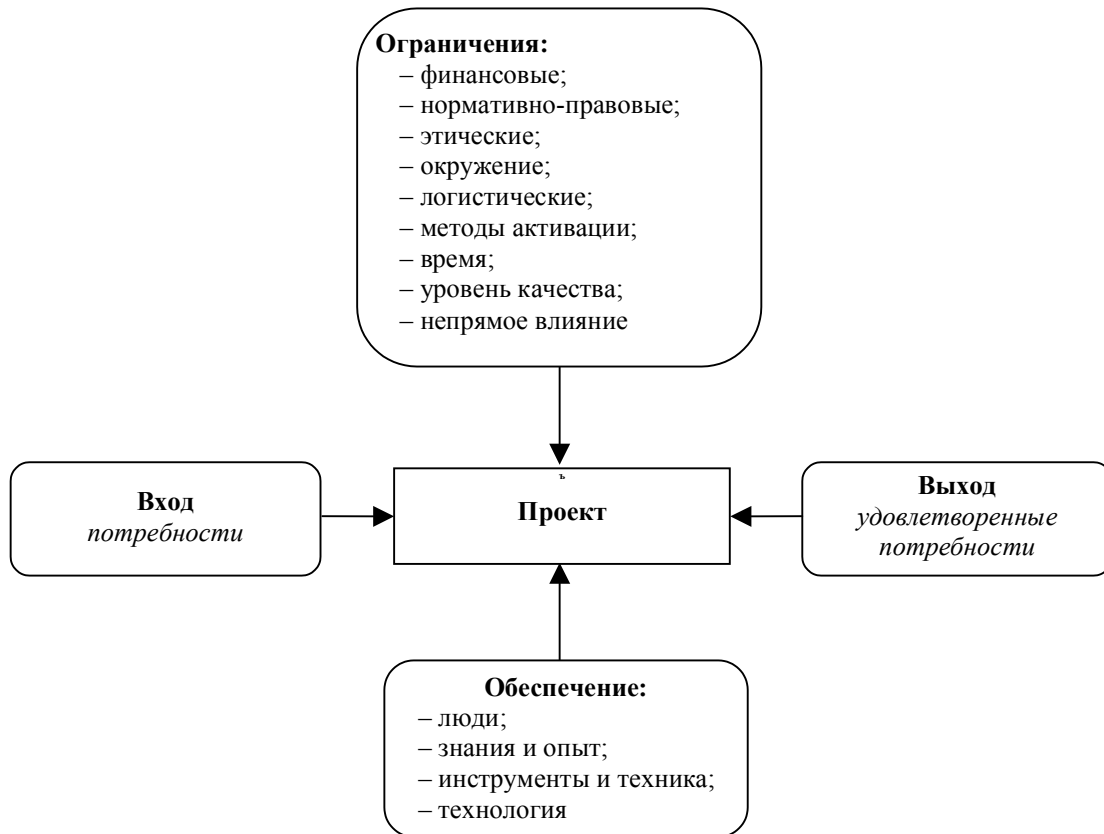 Ограничения:
– финансовые;
– нормативно-правовые;
– этические;
– окружение;
– логистические;
– методы активации;
– время;
– уровень качества;
– непрямое влияние
Вход
потребности
ъ
Проект
Выход
удовлетворенные
потребности
Обеспечение:
– люди;
– знания и опыт;
– инструменты и техника;
– технология